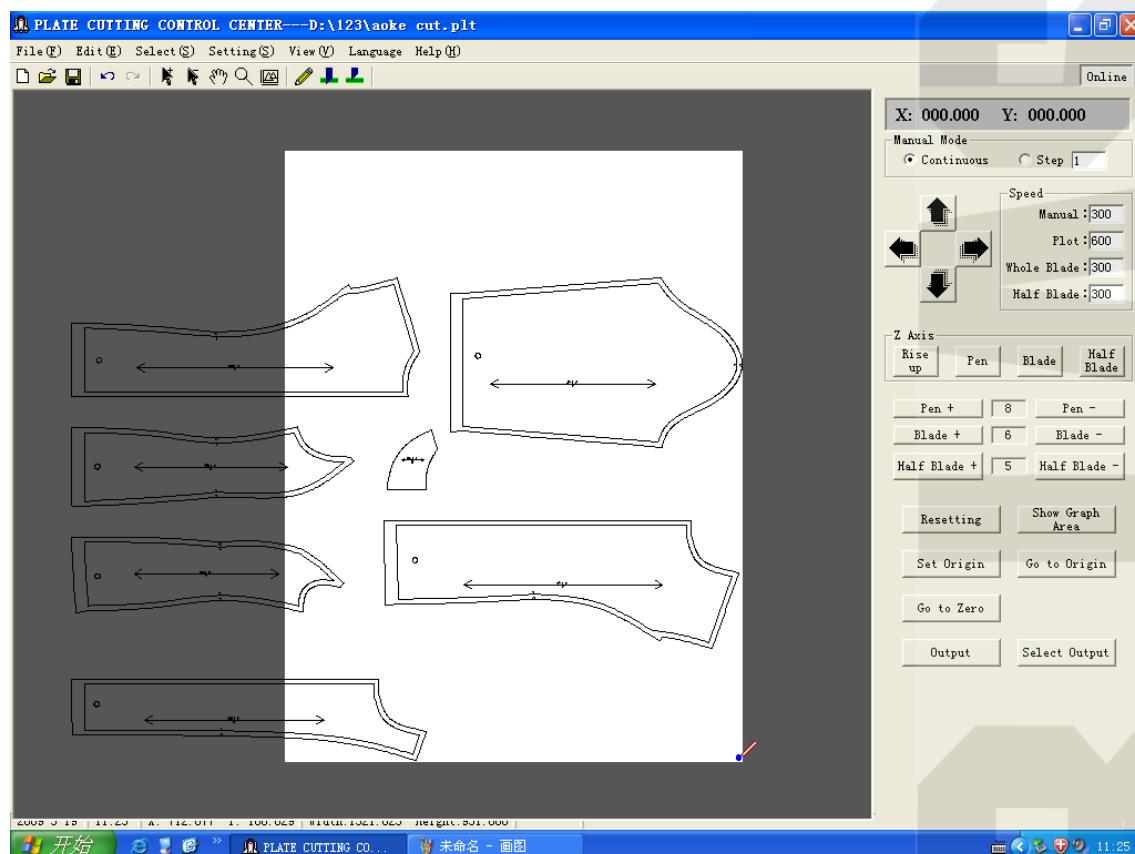 PLATE CUTTING CONTROL CENTER---D:\123\aoke cut.plt
File(F) Edit(E) Select(S) Setting(S) View(V) Language Help(H)
Online
X: 000.000 Y: 000.000
Manual Mode
Continuous Step 1
Speed
Manual:300
Plot:600
Whole Blade:300
Half Blade:300
Z Axis
Rise up Pen Blade Half Blade
Pen + 8 Pen -
Blade + 6 Blade -
Half Blade + 5 Half Blade -
Resetting Show Graph Area
Set Origin Go to Origin
Go to Zero
Output Select Output
开始 PLATE CUTTING CO... 未命名 - 画图 11:25